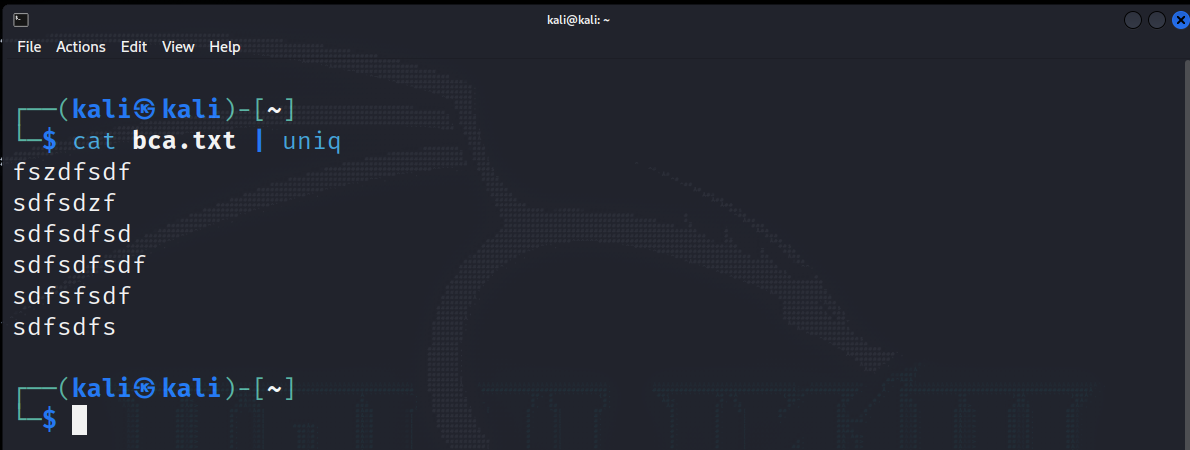 kali@kali: ~
File Actions Edit View Help
┌──(kali㉿kali)-[~]
└─$ cat bca.txt | uniq
fszdfsdf
sdfsdzf
sdfsdfsd
sdfsdfsdf
sdfsfsdf
sdfsdfs
┌──(kali㉿kali)-[~]
└─$